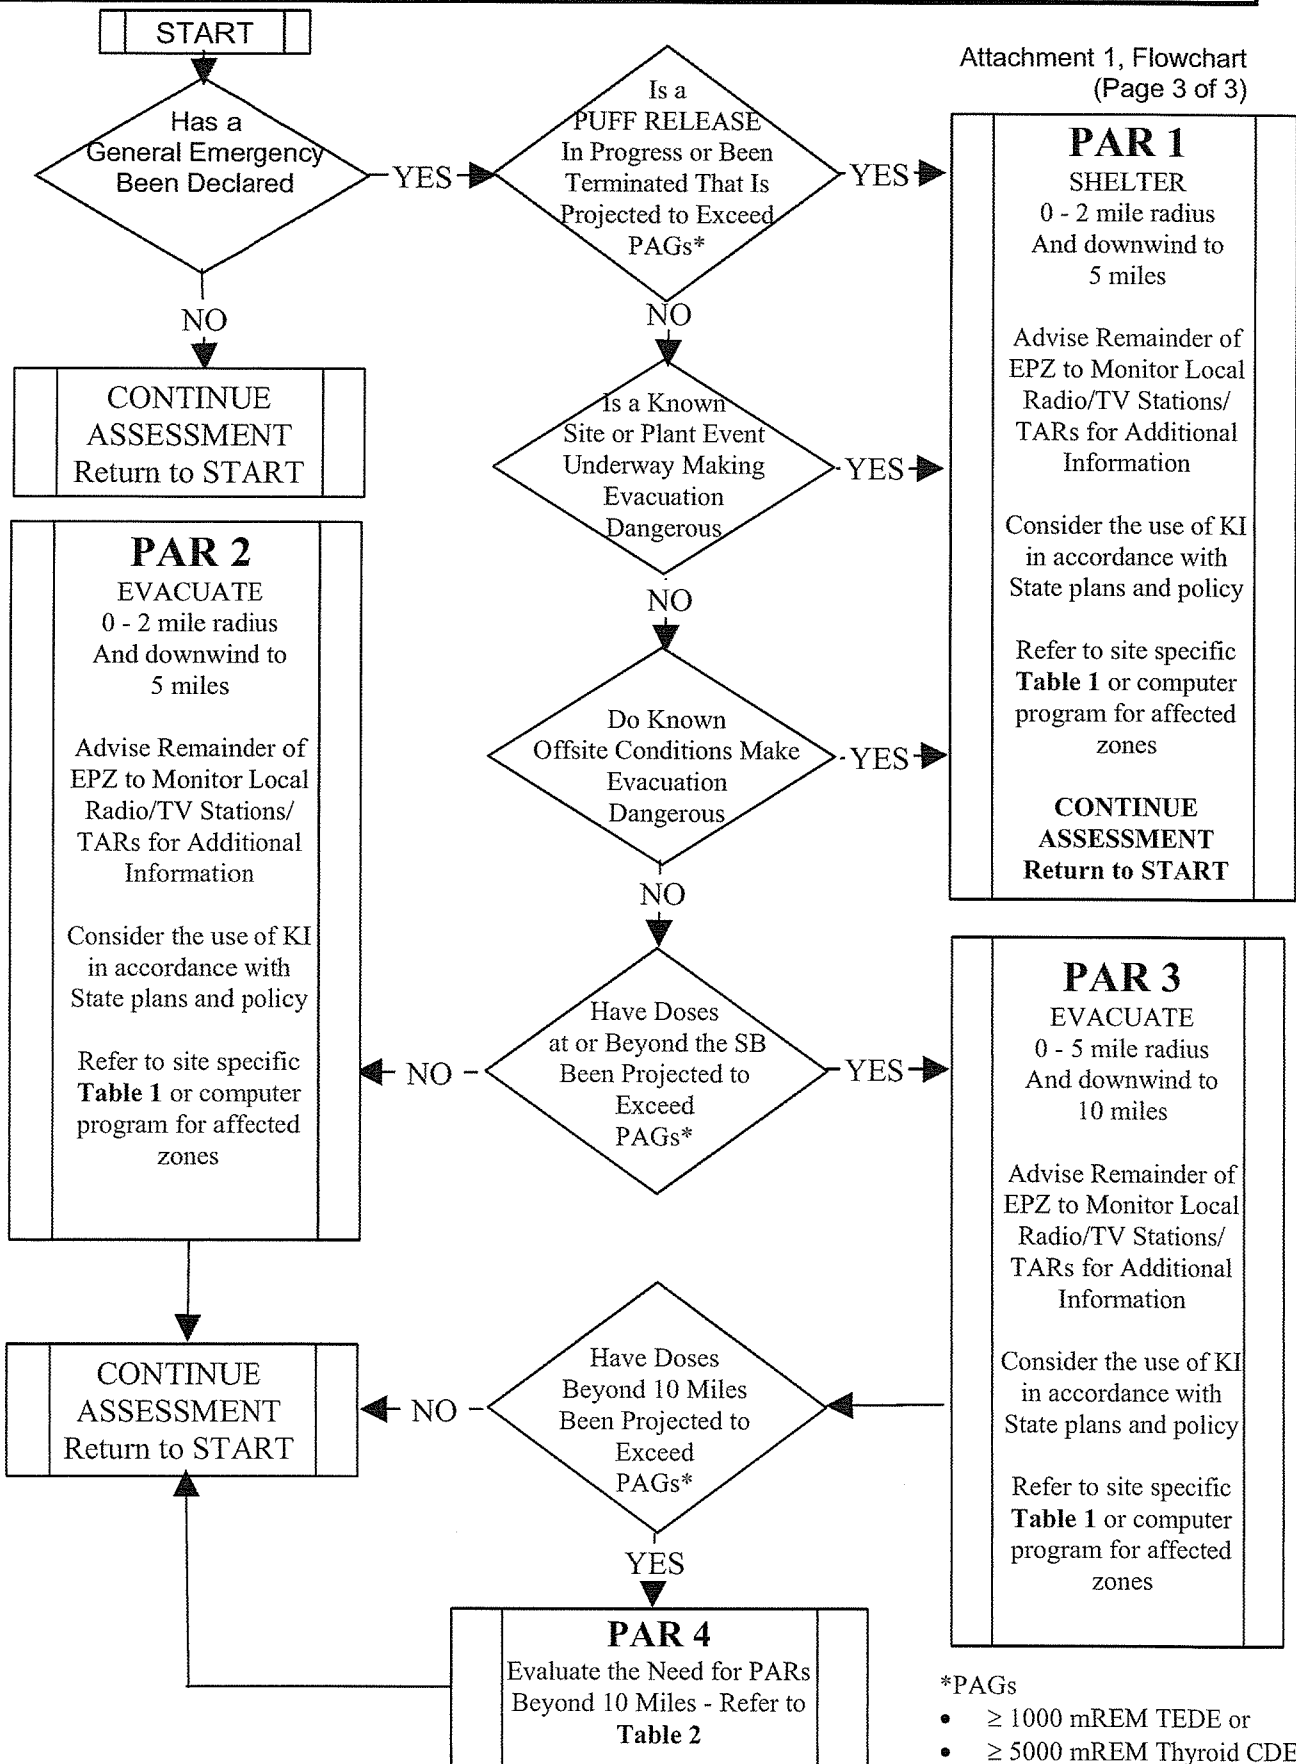 START
Attachment 1, Flowchart
(Page 3 of 3)
Has a
General Emergency
Been Declared
YES
Is a
PUFF RELEASE
In Progress or Been
Terminated That Is
Projected to Exceed
PAGs*
YES
PAR 1
SHELTER
0 - 2 mile radius
And downwind to
5 miles
Advise Remainder of
EPZ to Monitor Local
Radio/TV Stations/
TARs for Additional
Information
Consider the use of KI
in accordance with
State plans and policy
Refer to site specific
Table 1 or computer
program for affected
zones
CONTINUE
ASSESSMENT
Return to START
NO
CONTINUE
ASSESSMENT
Return to START
NO
Is a Known
Site or Plant Event
Underway Making
Evacuation
Dangerous
YES
NO
Do Known
Offsite Conditions Make
Evacuation
Dangerous
YES
NO
Have Doses
at or Beyond the SB
Been Projected to
Exceed
PAGs*
NO
YES
PAR 2
EVACUATE
0 - 2 mile radius
And downwind to
5 miles
Advise Remainder of
EPZ to Monitor Local
Radio/TV Stations/
TARs for Additional
Information
Consider the use of KI
in accordance with
State plans and policy
Refer to site specific
Table 1 or computer
program for affected
zones
PAR 3
EVACUATE
0 - 5 mile radius
And downwind to
10 miles
Advise Remainder of
EPZ to Monitor Local
Radio/TV Stations/
TARs for Additional
Information
Consider the use of KI
in accordance with
State plans and policy
Refer to site specific
Table 1 or computer
program for affected
zones
Have Doses
Beyond 10 Miles
Been Projected to
Exceed
PAGs*
NO
CONTINUE
ASSESSMENT
Return to START
YES
PAR 4
Evaluate the Need for PARs
Beyond 10 Miles - Refer to
Table 2
*PAGs
• ≥ 1000 mREM TEDE or
• ≥ 5000 mREM Thyroid CDE